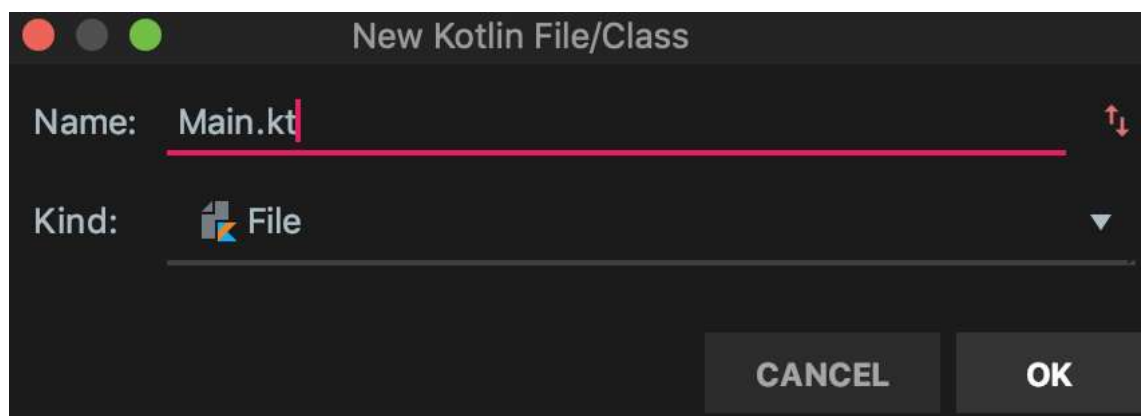 New Kotlin File/Class
Name: Main.kt
Kind: File
CANCEL OK